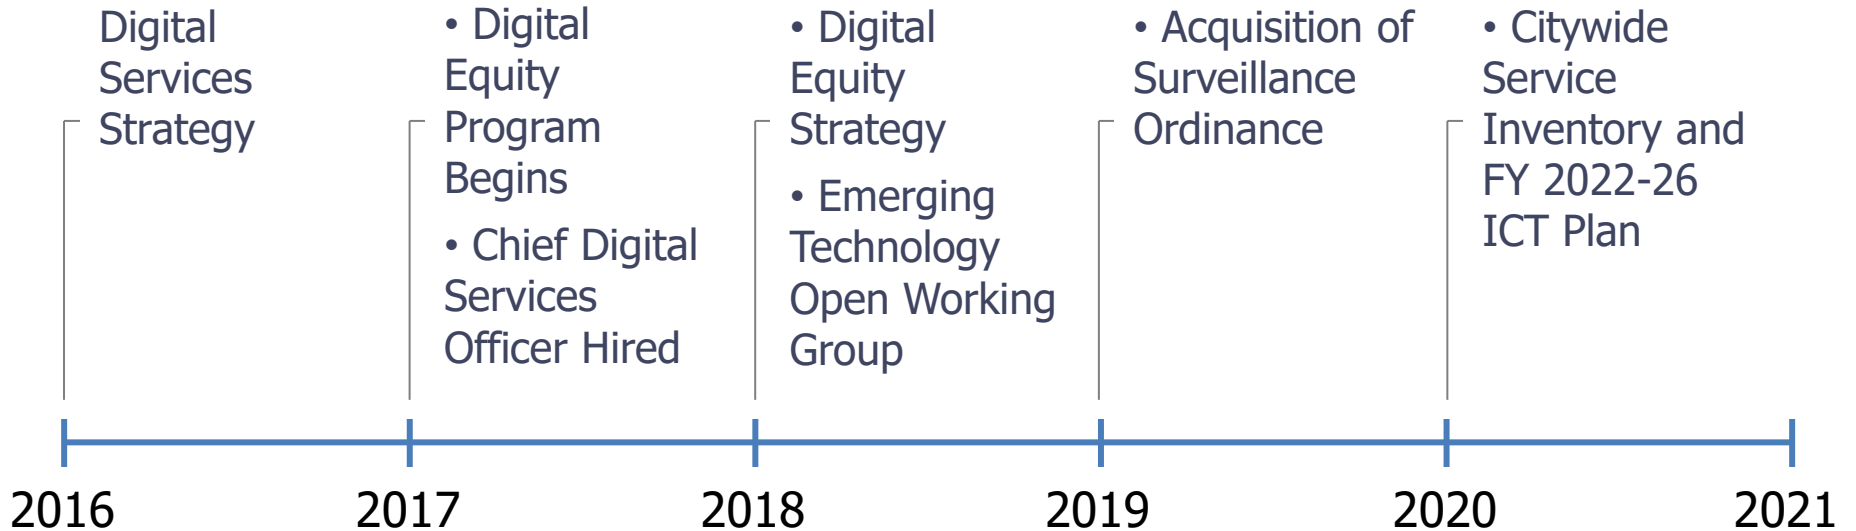 Digital
Services
Strategy
• Digital
Equity
Program
Begins
• Chief Digital
Services
Officer Hired
• Digital
Equity
Strategy
• Emerging
Technology
Open Working
Group
• Acquisition of
Surveillance
Ordinance
• Citywide
Service
Inventory and
FY 2022-26
ICT Plan
2016
2017
2018
2019
2020
2021